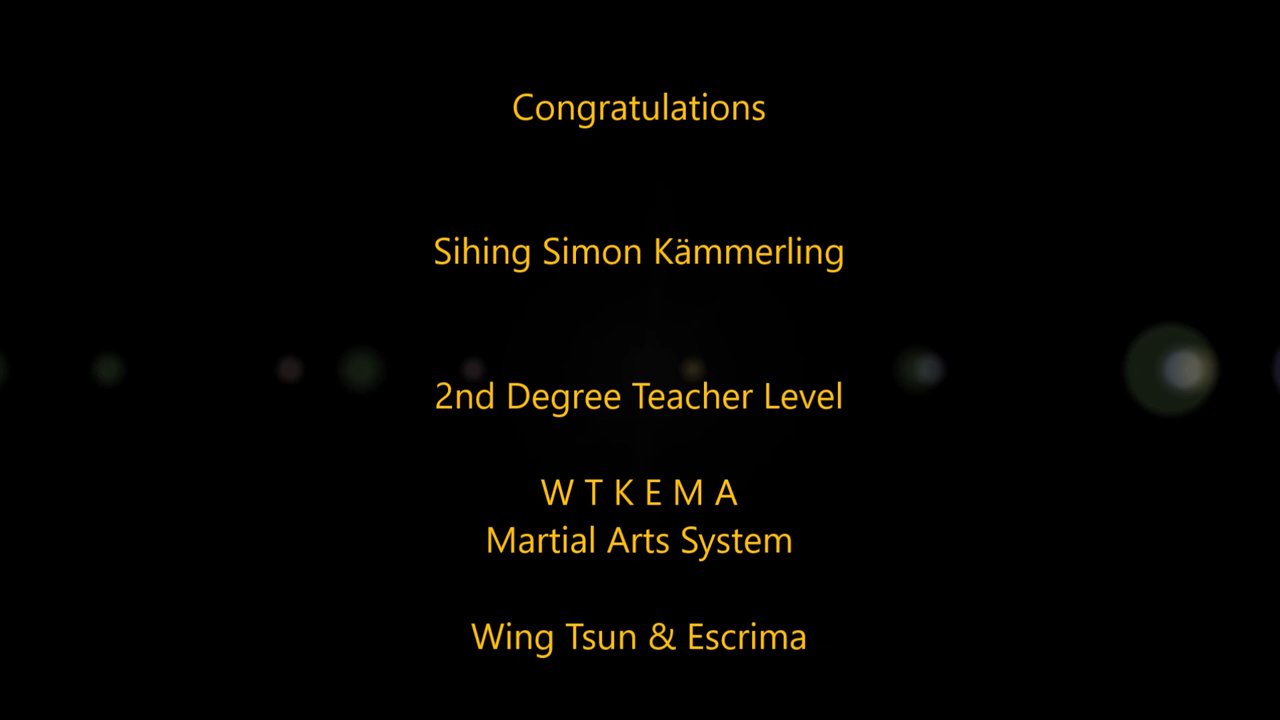 Congratulations
Sihing Simon Kämmerling
2nd Degree Teacher Level
W T K E M A
Martial Arts System
Wing Tsun & Escrima